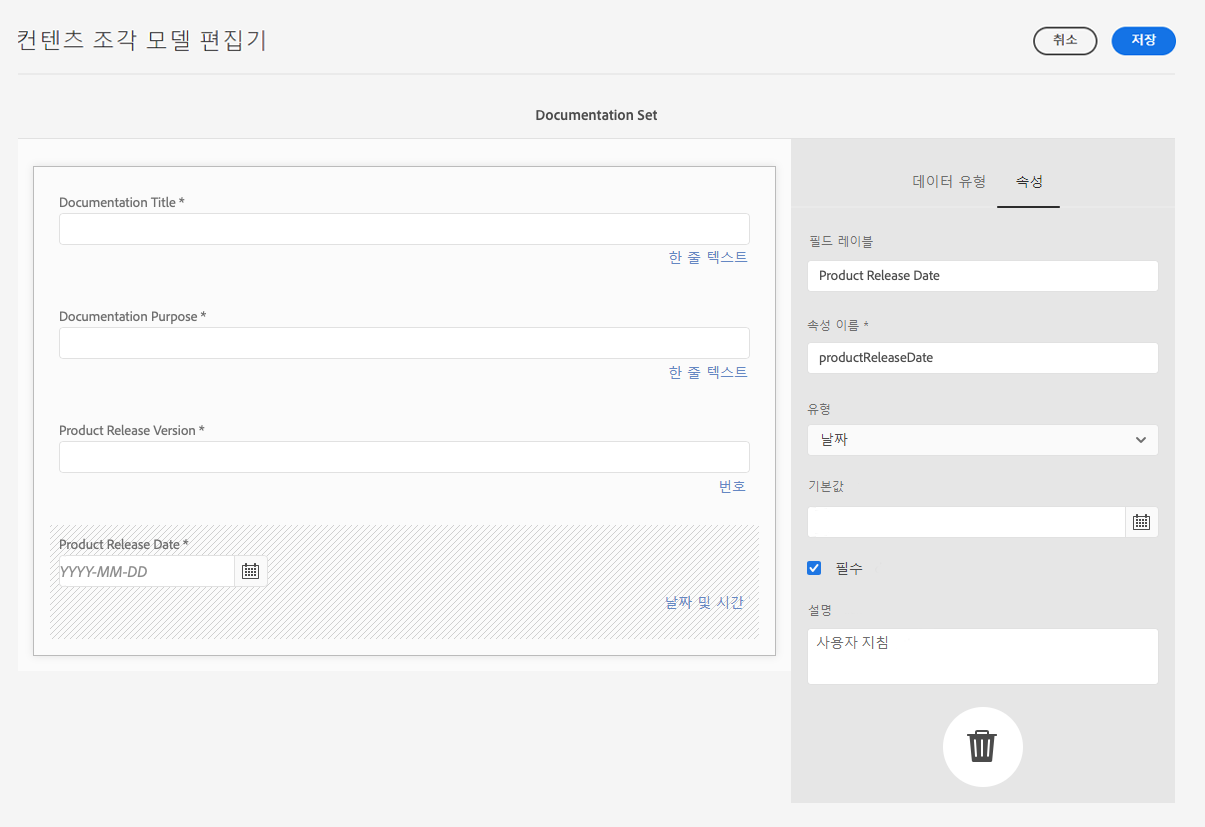 컨텐츠 조각 모델 편집기
취소
저장
Documentation Set
Documentation Title *
한 줄 텍스트
Documentation Purpose *
한 줄 텍스트
Product Release Version *
번호
Product Release Date *
YYYY-MM-DD
날짜 및 시간
데이터 유형
속성
필드 레이블
Product Release Date
속성 이름 *
productReleaseDate
유형
날짜
기본값
필수
설명
사용자 지침